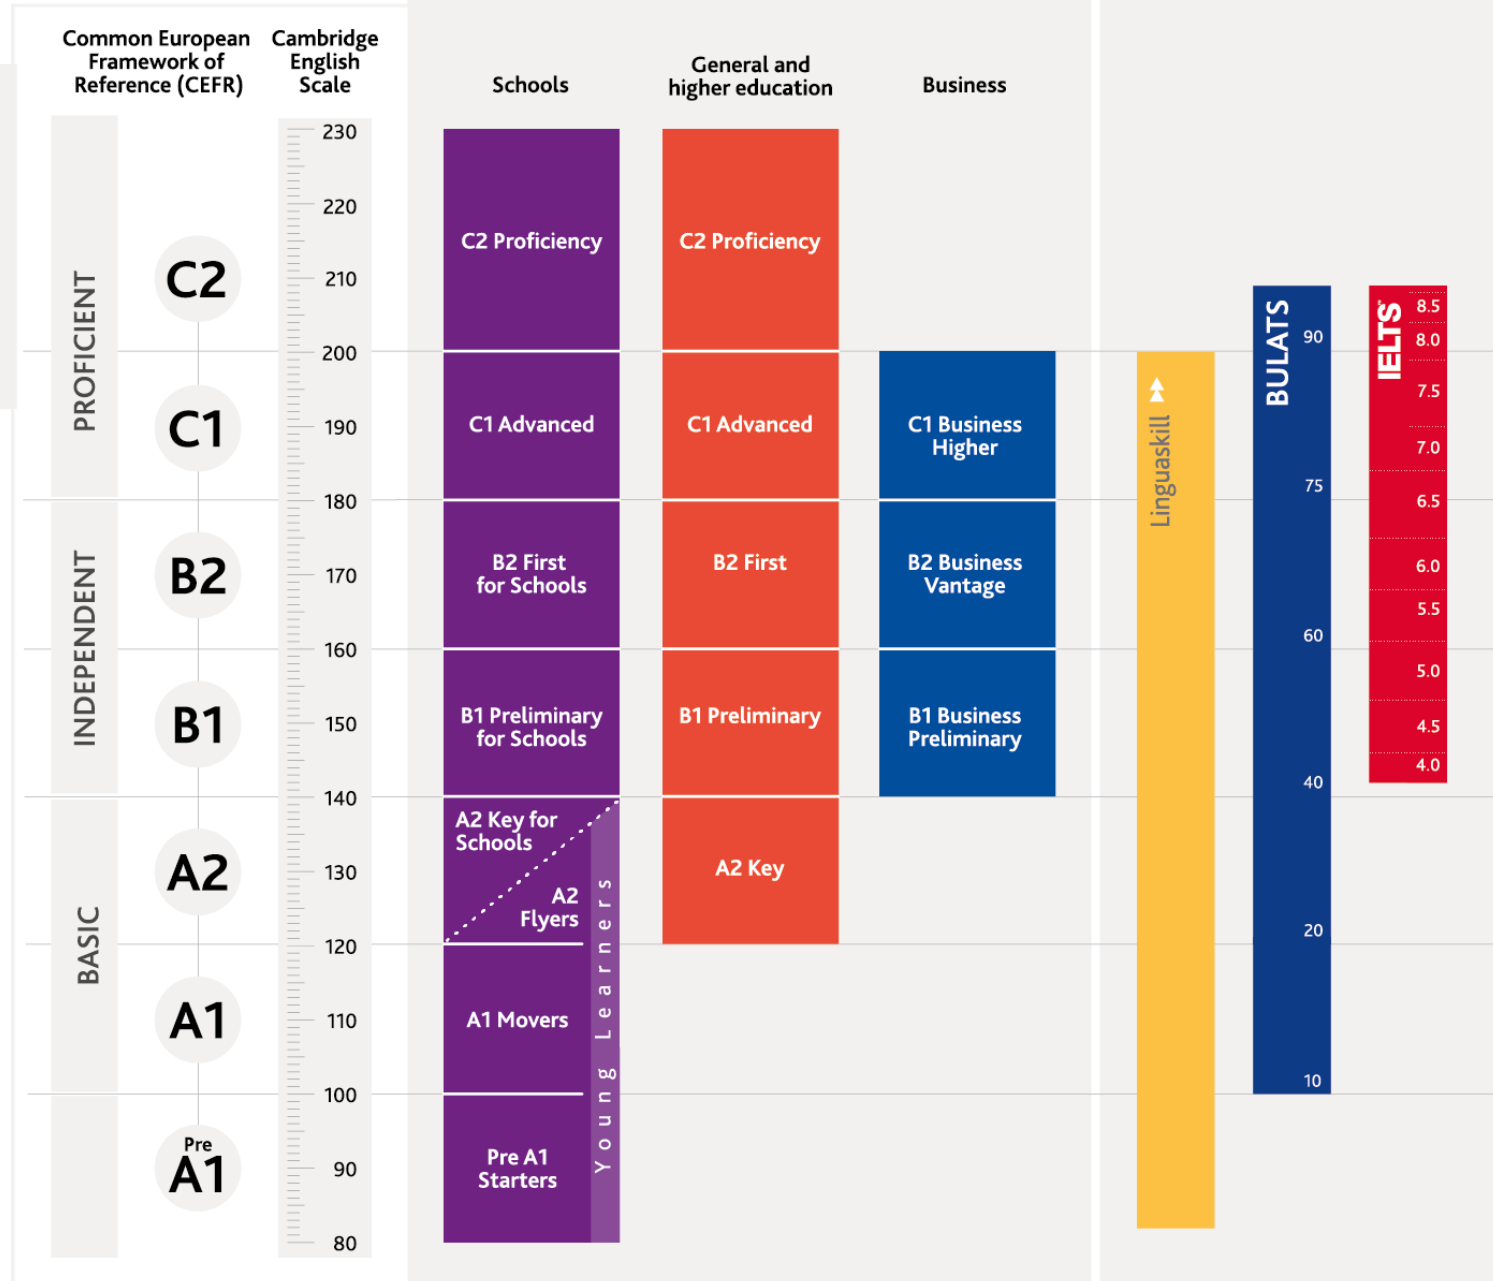 Common European
Framework of
Reference (CEFR)
Cambridge
English
Scale
Schools
General and
higher education
Business
PROFICIENT
INDEPENDENT
BASIC
C2
C1
B2
B1
A2
A1
Pre
A1
230
220
210
200
190
180
170
160
150
140
130
120
110
100
90
80
C2 Proficiency
C1 Advanced
B2 First
for Schools
B1 Preliminary
for Schools
A2 Key for
Schools
A2
Flyers
A1 Movers
Pre A1
Starters
Young Learners
C2 Proficiency
C1 Advanced
B2 First
B1 Preliminary
A2 Key
C1 Business
Higher
B2 Business
Vantage
B1 Business
Preliminary
Linguaskill
BULATS
90
75
60
40
20
10
IELTS
8.5
8.0
7.5
7.0
6.5
6.0
5.5
5.0
4.5
4.0